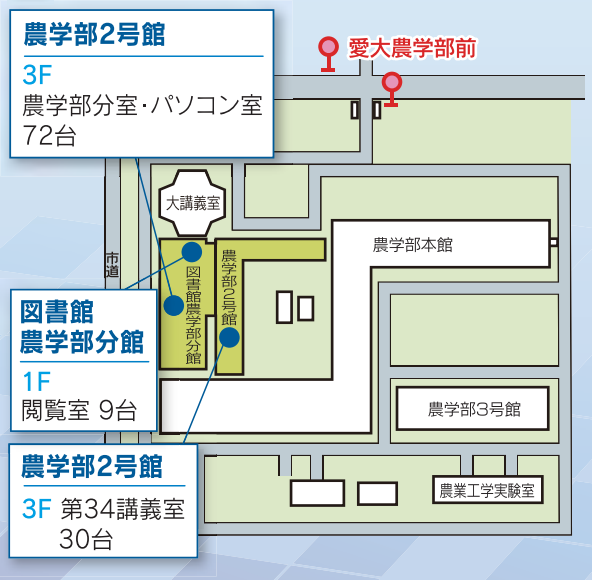 農学部2号館
3F
農学部分室・パソコン室
72台
愛大農学部前
大講義室
農学部本館
市道
図書館農学部分館
農学部2号館
図書館
農学部分館
1F
閲覧室 9台
農学部3号館
農学部2号館
3F 第34講義室
30台
農業工学実験室